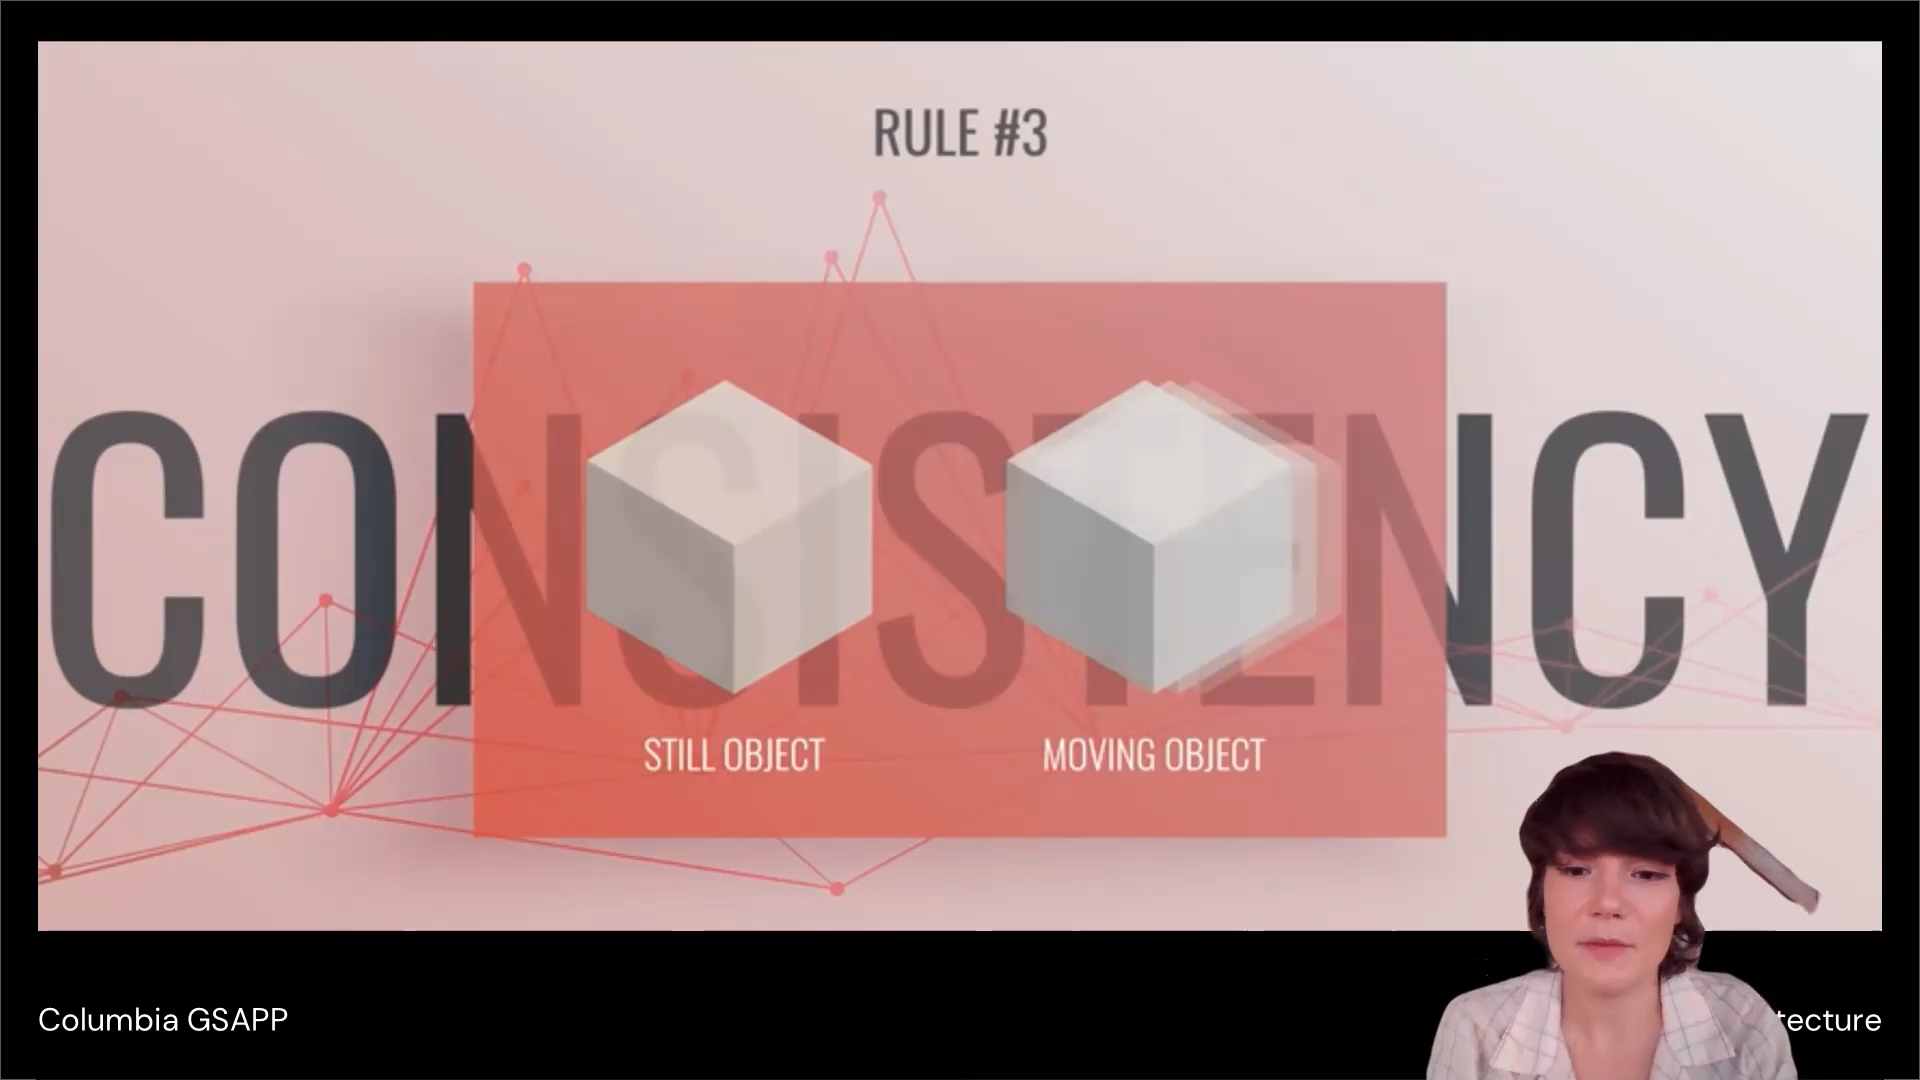 RULE #3
CONSISTENCY
STILL OBJECT
MOVING OBJECT
Columbia GSAPP
tecture